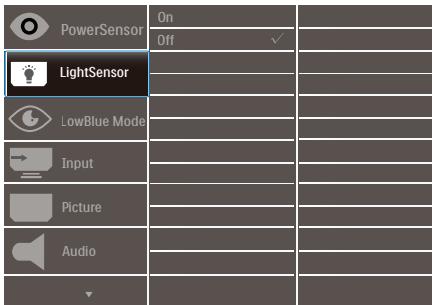 PowerSensor
On
Off
LightSensor
LowBlue Mode
Input
Picture
Audio